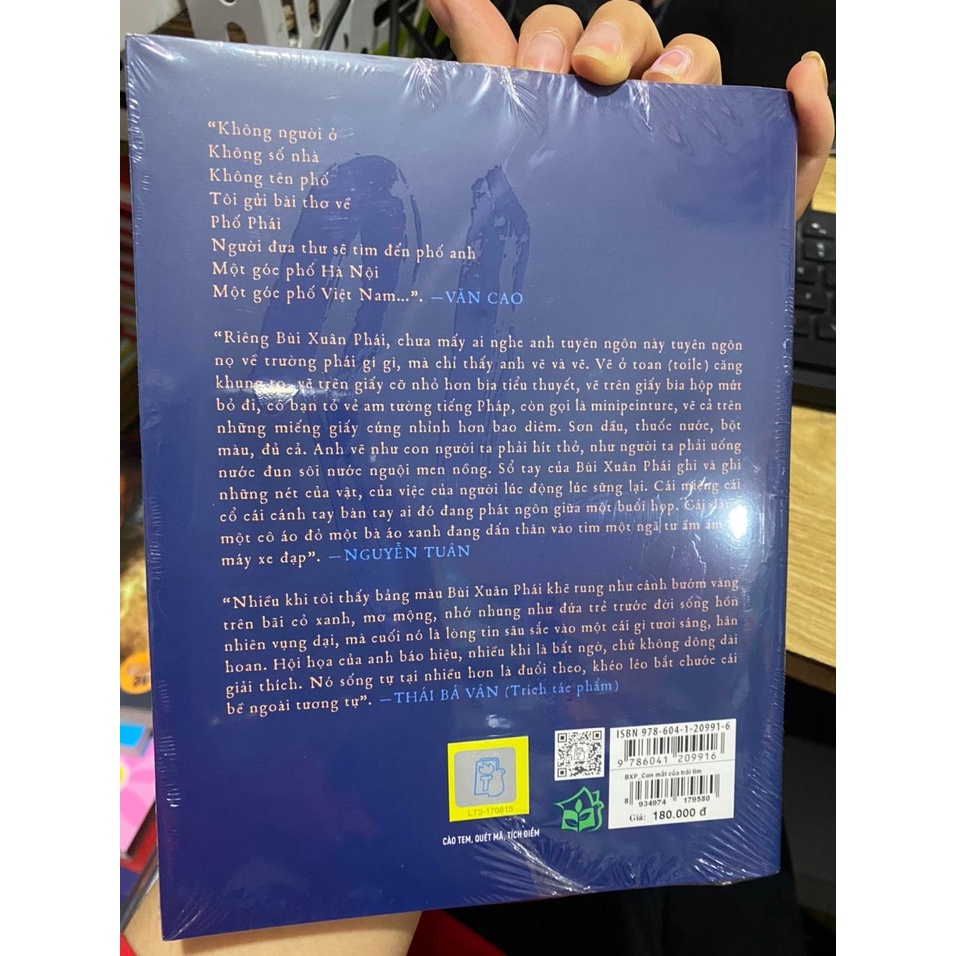 “Không người ở
Không số nhà
Không tên phố
Tôi gửi bài thơ về
Phố Phái
Người đưa thư sẽ tìm đến phố anh
Một góc phố Hà Nội
Một góc phố Việt Nam...”. —VĂN CAO
“Riêng Bùi Xuân Phái, chưa mấy ai nghe anh tuyên ngôn này tuyên ngôn
nọ về trường phái gì gì, mà chỉ thấy anh vẽ và vẽ. Vẽ ở toan (toile) căng
khung to, vẽ trên giấy cỡ nhỏ hơn bìa tiểu thuyết, vẽ trên giấy bìa hộp mứt
bỏ đi, có bạn tỏ vẻ am tường tiếng Pháp, còn gọi là minipeinture, vẽ cả trên
những miếng giấy cứng nhỉnh hơn bao diêm. Sơn dầu, thuốc nước, bột
màu, đủ cả. Anh vẽ như con người ta phải hít thở, như người ta phải uống
nước đun sôi nước nguội men nồng. Sổ tay của Bùi Xuân Phái ghi và ghi
những nét của vật, của việc của người lúc động lúc sững lại. Cái miệng cái
cổ cái cánh tay bàn tay ai đó đang phát ngôn giữa một buổi họp. Cái
một cô áo đỏ một bà áo xanh đang dấn thân vào tim một ngã tư ầm ầm
máy xe đạp”. —NGUYỄN TUÂN
“Nhiều khi tôi thấy bảng màu Bùi Xuân Phái khẽ rung như cánh bướm vàng
trên bãi cỏ xanh, mơ mộng, nhớ nhung như đứa trẻ trước đời sống hồn
nhiên vụng dại, mà cuối nó là lòng tin sâu sắc vào một cái gì tươi sáng, hân
hoan. Hội họa của anh báo hiệu, nhiều khi là bất ngờ, chứ không dông dài
giải thích. Nó sống tự tại nhiều hơn là đuổi theo, khéo léo bắt chước cái
bề ngoài tương tự”. —THÁI BÁ VÂN (Trích tác phẩm)
ISBN 978-604-1-20991-6
9 786041 209916
BXP_Con mắt của trái tim
8 934974 179580
Giá: 180.000 đ
LT2-170815
CÀO TEM, QUÉT MÃ, TÍCH ĐIỂM